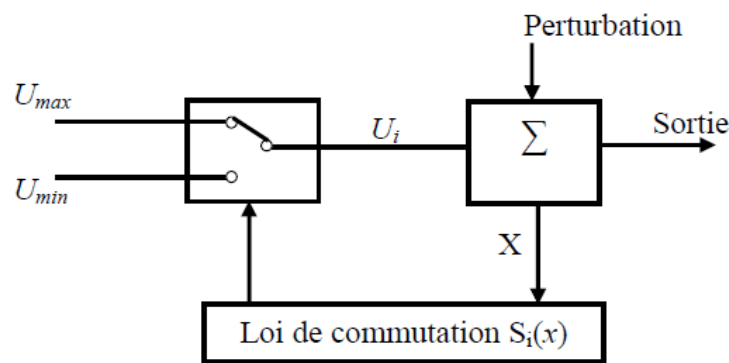 Perturbation
U_max
U_i
∑
Sortie
U_min
X
Loi de commutation S_i(x)